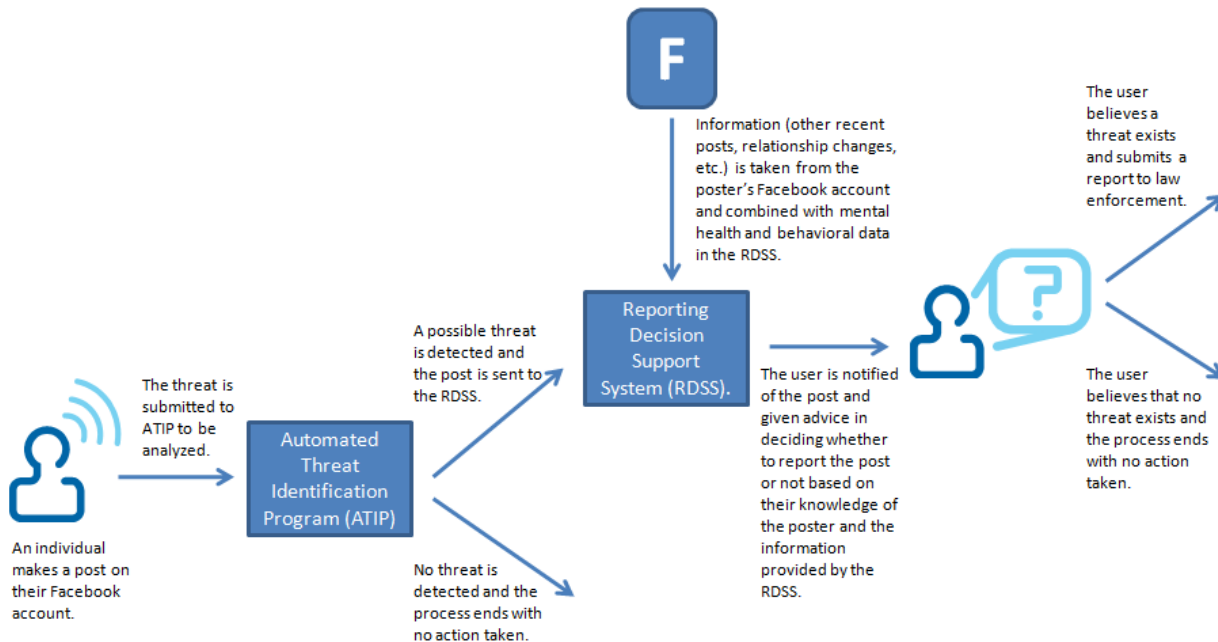 F
Information (other recent
posts, relationship changes,
etc.) is taken from the
poster's Facebook account
and combined with mental
health and behavioral data
in the RDSS.
The user
believes a
threat exists
and submits a
report to law
enforcement.
An individual
makes a post on
their Facebook
account.
The threat is
submitted to
ATIP to be
analyzed.
Automated
Threat
Identification
Program (ATIP)
A possible threat
is detected and
the post is sent to
the RDSS.
No threat is
detected and the
process ends with
no action taken.
Reporting
Decision
Support
System (RDSS).
The user is notified
of the post and
given advice in
deciding whether
to report the post
or not based on
their knowledge of
the poster and the
information
provided by the
RDSS.
?
The user
believes that no
threat exists and
the process ends
with no action
taken.